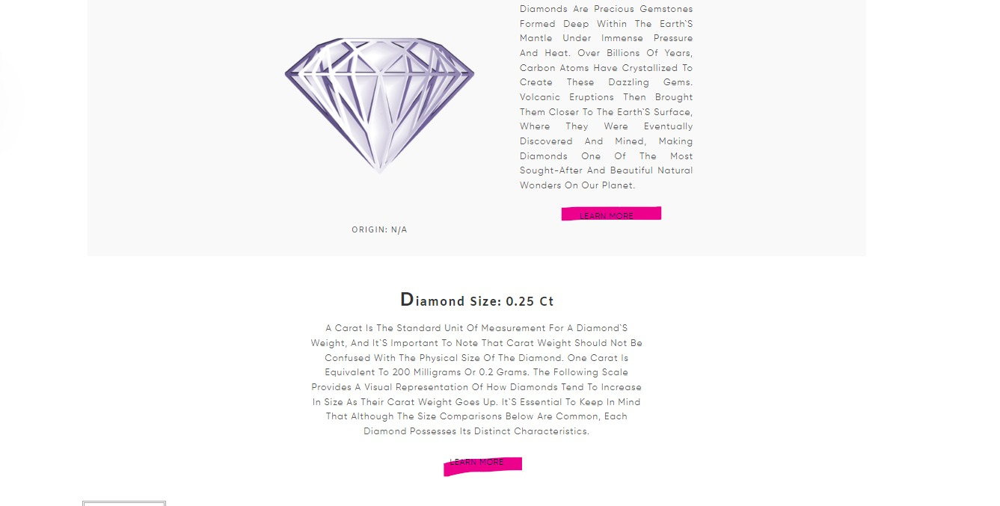 Diamonds Are Precious Gemstones
Formed Deep Within The Earth`S
Mantle Under Immense Pressure
And Heat. Over Billions Of Years,
Carbon Atoms Have Crystallized To
Create These Dazzling Gems.
Volcanic Eruptions Then Brought
Them Closer To The Earth`S Surface,
Where They Were Eventually
Discovered And Mined, Making
Diamonds One Of The Most
Sought-After And Beautiful Natural
Wonders On Our Planet.
LEARN MORE
ORIGIN: N/A
Diamond Size: 0.25 Ct
A Carat Is The Standard Unit Of Measurement For A Diamond`S
Weight, And It`S Important To Note That Carat Weight Should Not Be
Confused With The Physical Size Of The Diamond. One Carat Is
Equivalent To 200 Milligrams Or 0.2 Grams. The Following Scale
Provides A Visual Representation Of How Diamonds Tend To Increase
In Size As Their Carat Weight Goes Up. It`S Essential To Keep In Mind
That Although The Size Comparisons Below Are Common, Each
Diamond Possesses Its Distinct Characteristics.
LEARN MORE